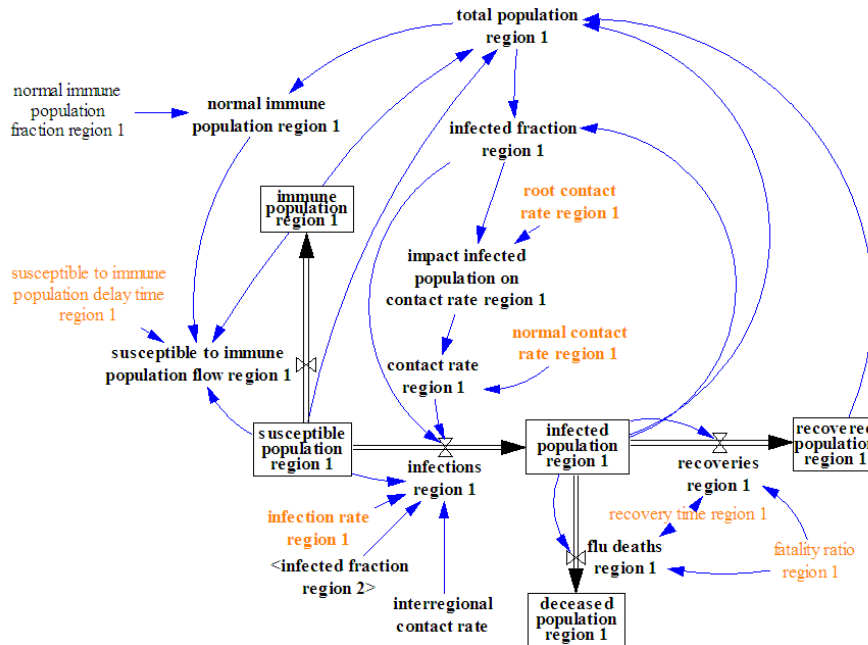 total population
region 1
normal immune
population
fraction region 1
normal immune
population region 1
infected fraction
region 1
immune
population
region 1
root contact
rate region 1
impact infected
population on
contact rate region 1
susceptible to immune
population delay time
region 1
susceptible to immune
population flow region 1
normal contact
rate region 1
contact rate
region 1
susceptible
population
region 1
infected
population
region 1
recovered
population
region 1
infections
region 1
recoveries
region 1
infection rate
region 1
recovery time region 1
<infected fraction
region 2>
flu deaths
region 1
fatality ratio
region 1
interregional
contact rate
deceased
population
region 1